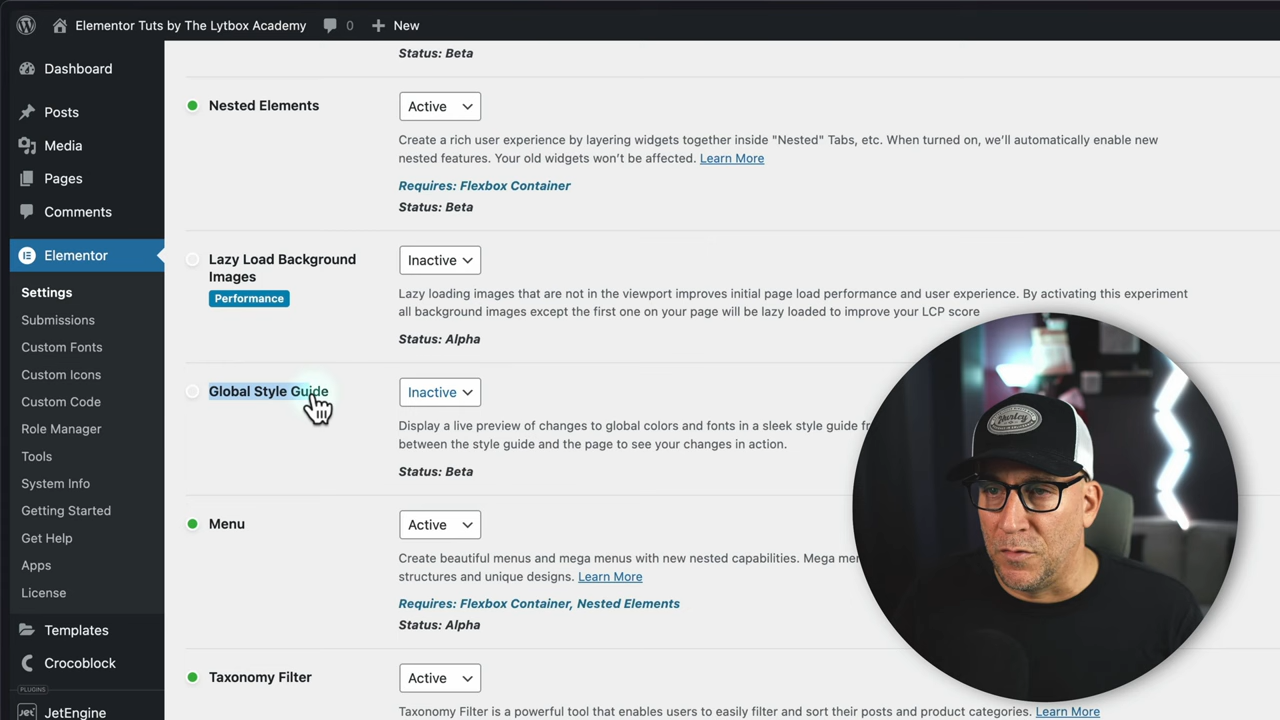 Elementor Tuts by The Lytbox Academy 0 New
Dashboard
Posts
Media
Pages
Comments
Elementor
Settings
Submissions
Custom Fonts
Custom Icons
Custom Code
Role Manager
Tools
System Info
Getting Started
Get Help
Apps
License
Templates
Crocoblock
PLUGINS
Jet JetEngine
Status: Beta
Nested Elements
Active
Create a rich user experience by layering widgets together inside "Nested" Tabs, etc. When turned on, we'll automatically enable new
nested features. Your old widgets won't be affected. Learn More
Requires: Flexbox Container
Status: Beta
Lazy Load Background
Images
Performance
Inactive
Lazy loading images that are not in the viewport improves initial page load performance and user experience. By activating this experiment
all background images except the first one on your page will be lazy loaded to improve your LCP score
Status: Alpha
Global Style Guide
Inactive
Display a live preview of changes to global colors and fonts in a sleek style guide
between the style guide and the page to see your changes in action.
Status: Beta
Menu
Active
Create beautiful menus and mega menus with new nested capabilities. Mega
structures and unique designs. Learn More
Requires: Flexbox Container, Nested Elements
Status: Alpha
Taxonomy Filter
Active
Taxonomy Filter is a powerful tool that enables users to easily filter and sort their posts and product categories. Learn More